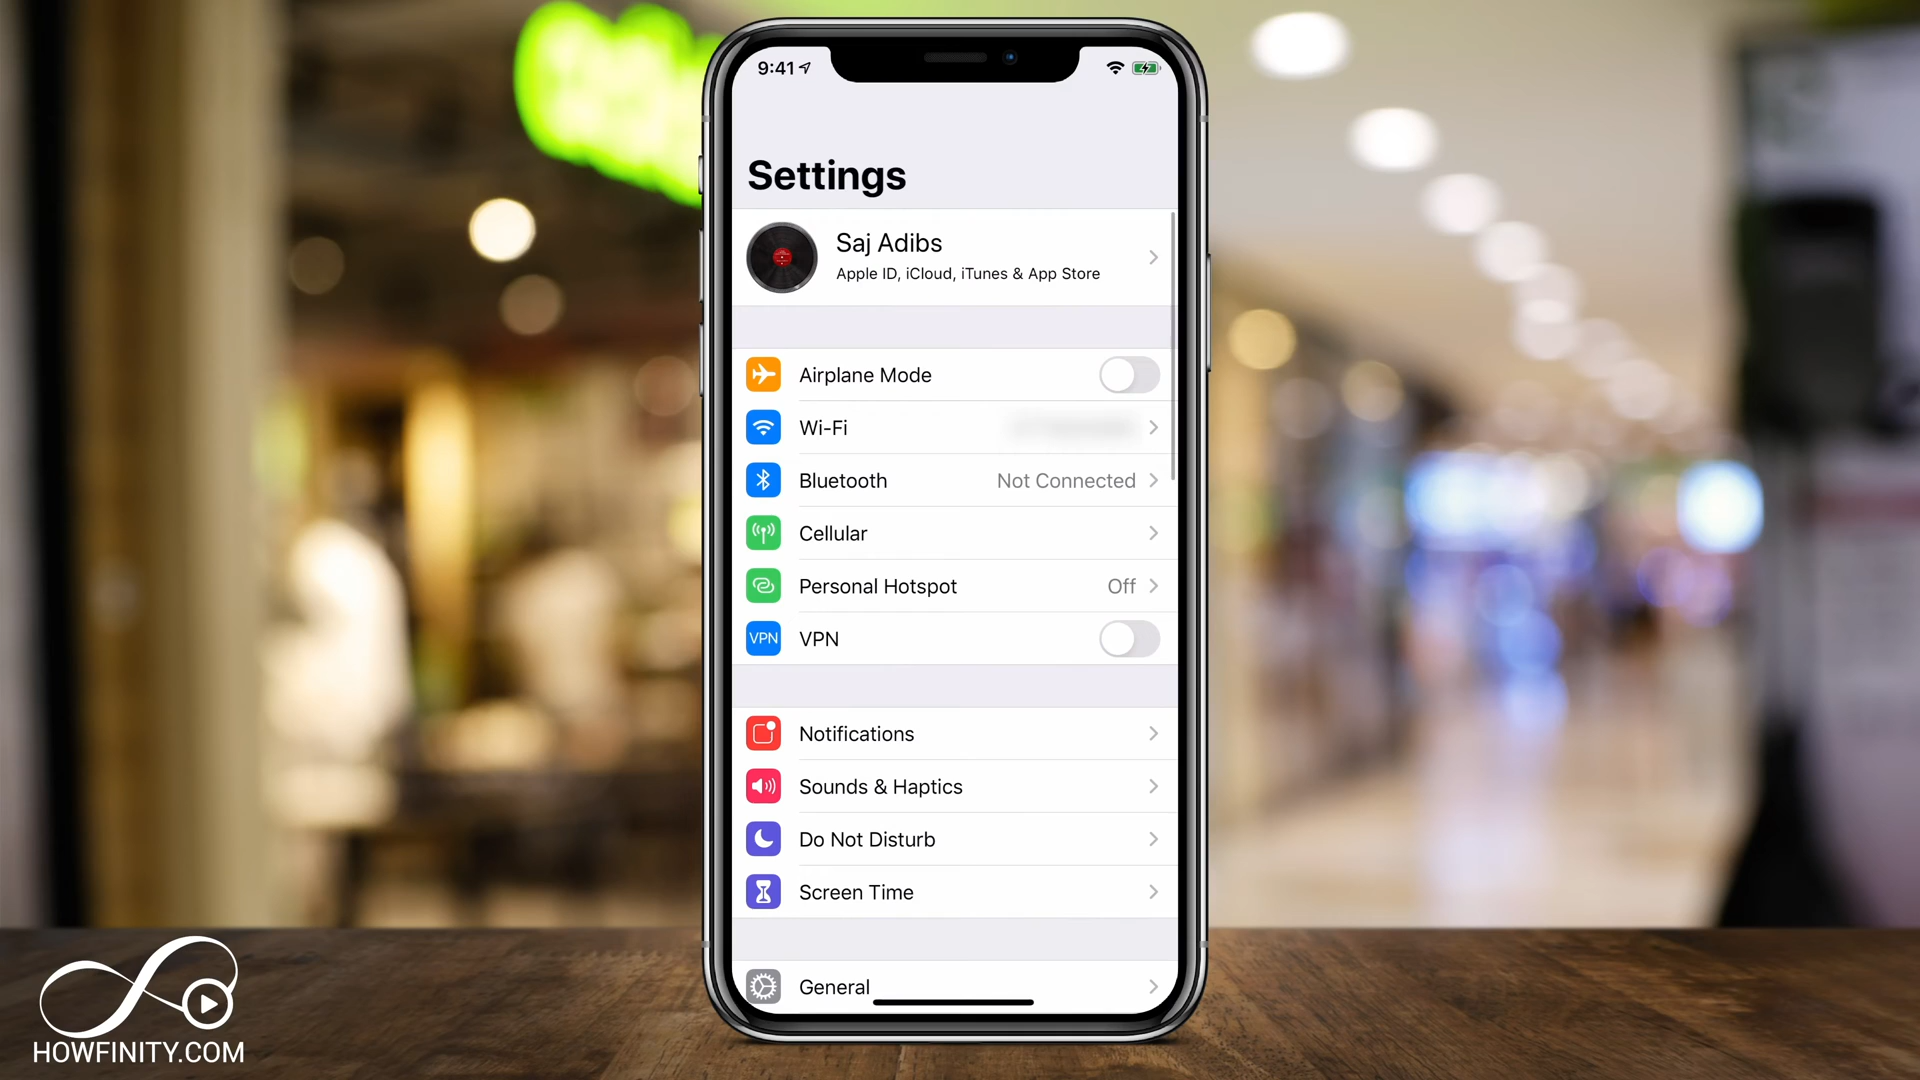 9:41
Settings
Saj Adibs
Apple ID, iCloud, iTunes & App Store
Airplane Mode
Wi-Fi
Bluetooth Not Connected
Cellular
Personal Hotspot Off
VPN VPN
Notifications
Sounds & Haptics
Do Not Disturb
Screen Time
General
HOWFINITY.COM